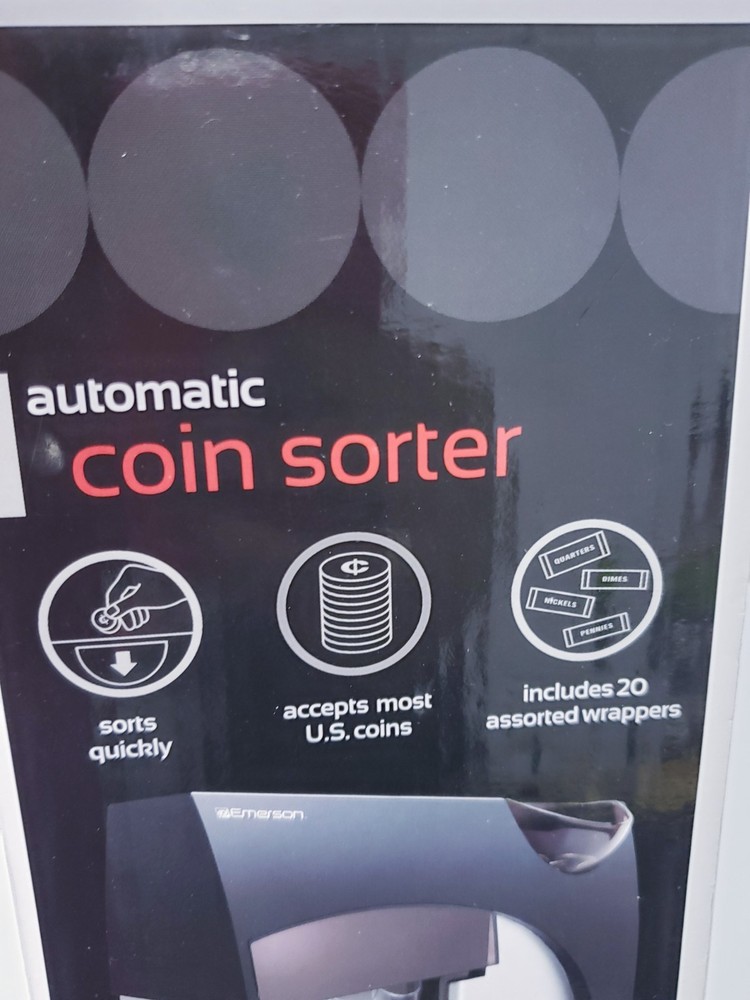 automatic
coin sorter
¢
QUARTERS
DIMES
NICKELS
PENNIES
sorts
quickly
accepts most
U.S. coins
includes 20
assorted wrappers
Emerson